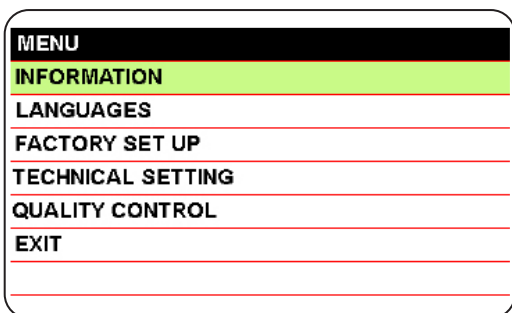 MENU
INFORMATION
LANGUAGES
FACTORY SET UP
TECHNICAL SETTING
QUALITY CONTROL
EXIT